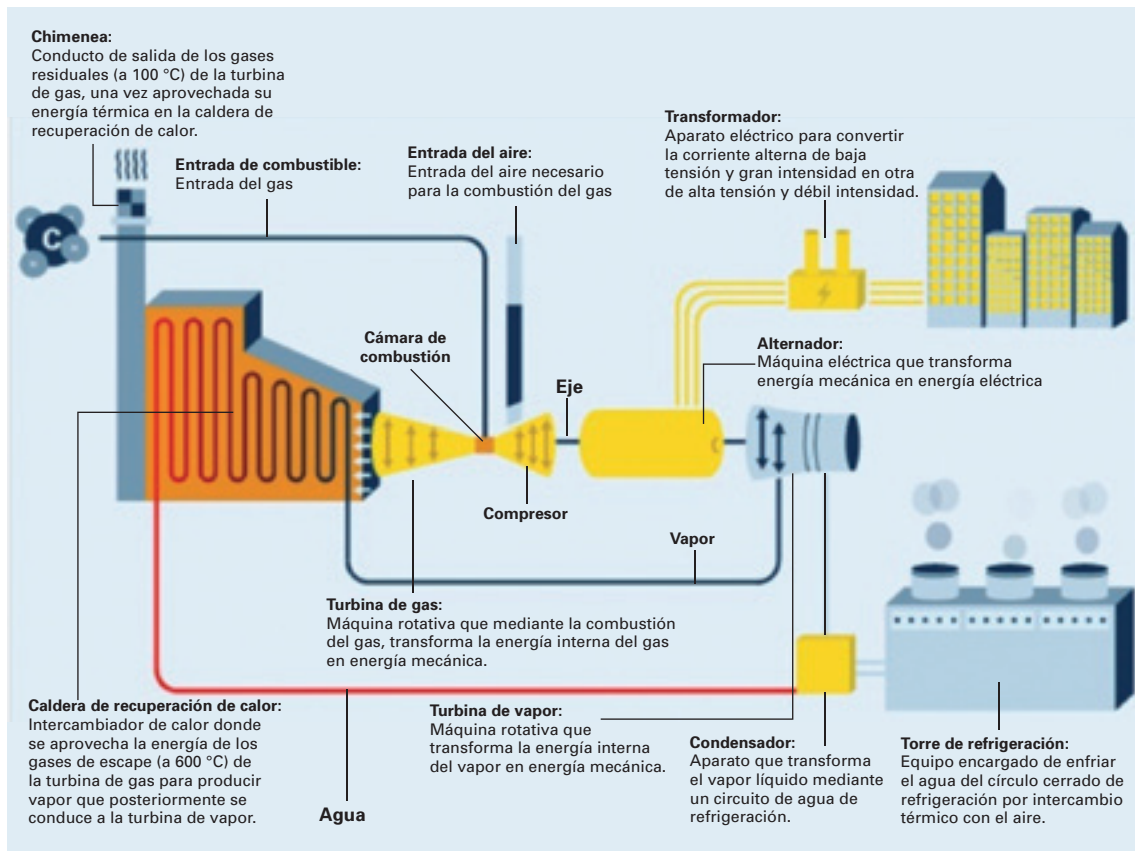 Chimenea:
Conducto de salida de los gases
residuales (a 100 °C) de la turbina
de gas, una vez aprovechada su
energía térmica en la caldera de
recuperación de calor.
Entrada de combustible:
Entrada del gas
Entrada del aire:
Entrada del aire necesario
para la combustión del gas
Transformador:
Aparato eléctrico para convertir
la corriente alterna de baja
tensión y gran intensidad en otra
de alta tensión y débil intensidad.
C
Cámara de
combustión
Eje
Alternador:
Máquina eléctrica que transforma
energía mecánica en energía eléctrica
Compresor
Vapor
Turbina de gas:
Máquina rotativa que mediante la combustión
del gas, transforma la energía interna del gas
en energía mecánica.
Caldera de recuperación de calor:
Intercambiador de calor donde
se aprovecha la energía de los
gases de escape (a 600 °C) de
la turbina de gas para producir
vapor que posteriormente se
conduce a la turbina de vapor.
Agua
Turbina de vapor:
Máquina rotativa que
transforma la energía interna
del vapor en energía mecánica.
Condensador:
Aparato que transforma
el vapor líquido mediante
un circuito de agua de
refrigeración.
Torre de refrigeración:
Equipo encargado de enfriar
el agua del círculo cerrado de
refrigeración por intercambio
térmico con el aire.